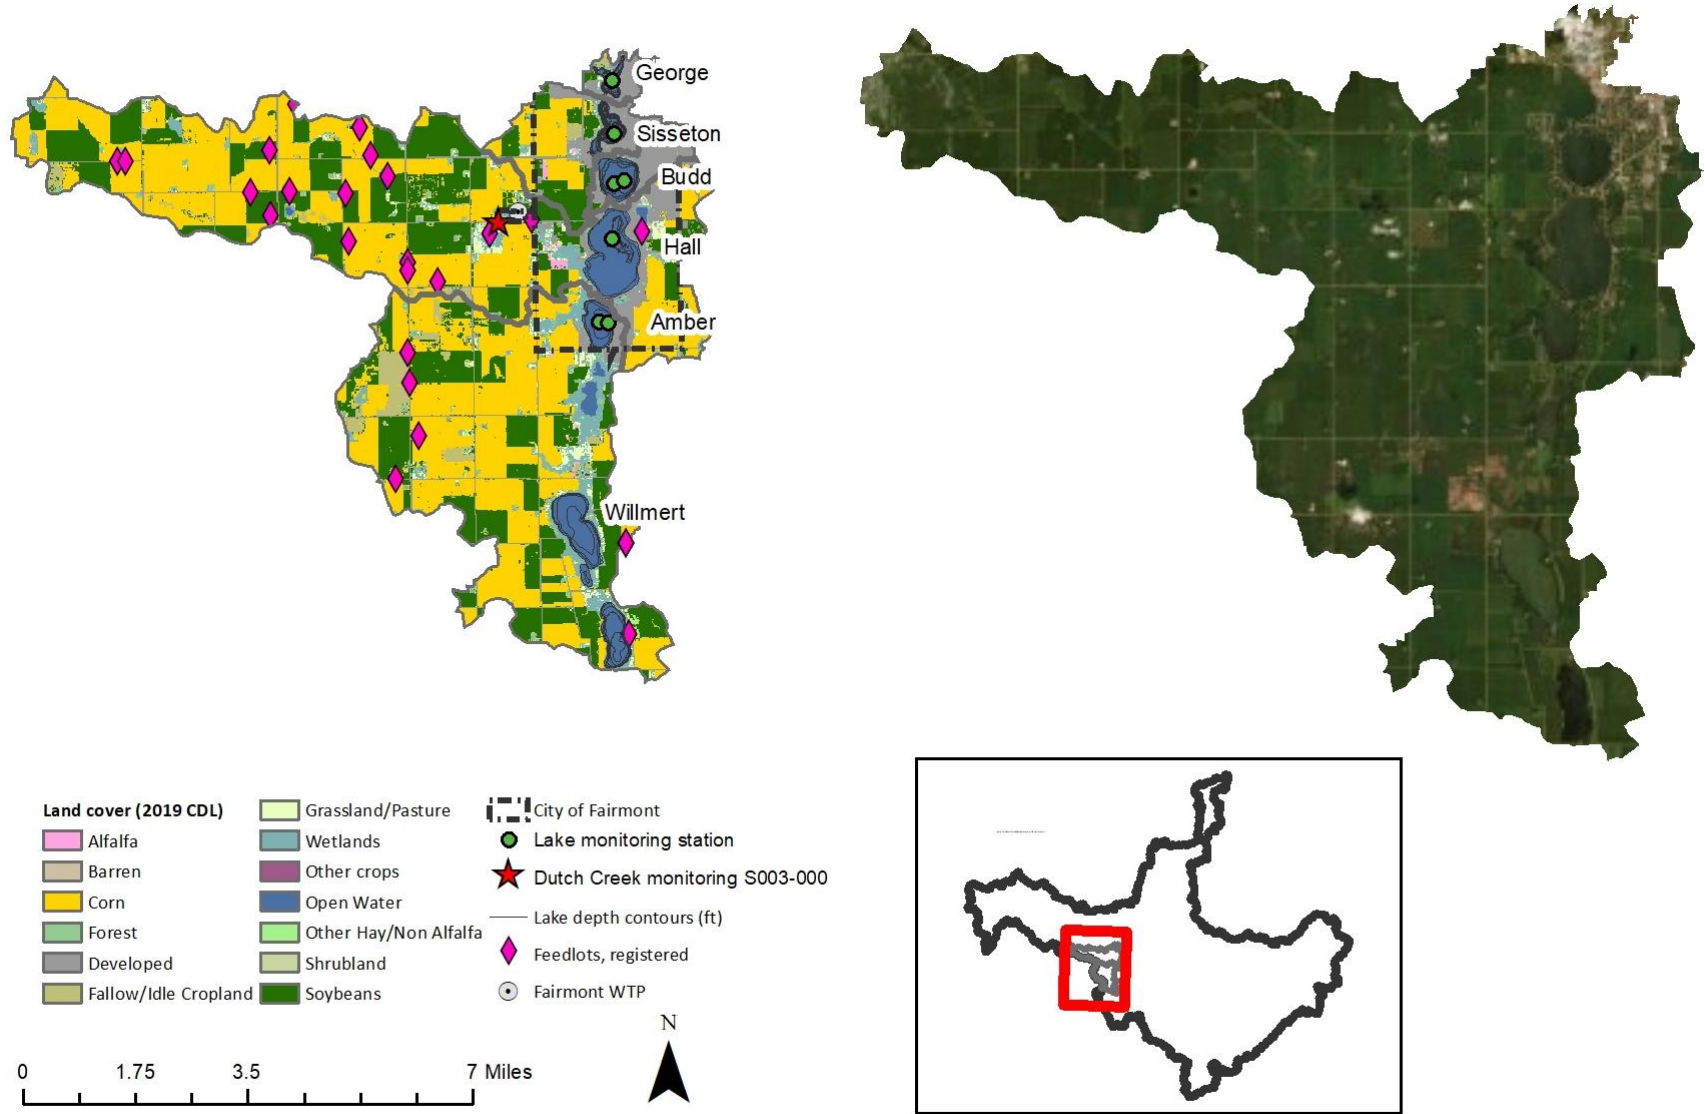 George
Sisseton
Budd
Hall
Amber
Willmert
Land cover (2019 CDL)
Alfalfa
Barren
Corn
Forest
Developed
Fallow/Idle Cropland
Grassland/Pasture
Wetlands
Other crops
Open Water
Other Hay/Non Alfalfa
Shrubland
Soybeans
City of Fairmont
Lake monitoring station
Dutch Creek monitoring S003-000
Lake depth contours (ft)
Feedlots, registered
Fairmont WTP
N
0 1.75 3.5 7 Miles